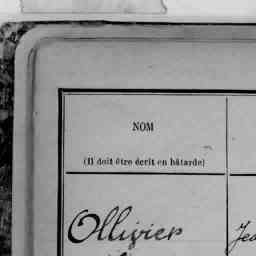 NOM
(Il doit être écrit en bâtarde)
Ollivier